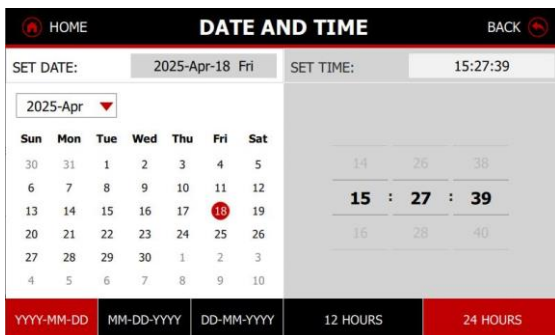 HOME DATE AND TIME BACK
SET DATE: 2025-Apr-18 Fri SET TIME: 15:27:39
2025-Apr
Sun Mon Tue Wed Thu Fri Sat
30 31 1 2 3 4 5
14 26 38
6 7 8 9 10 11 12
15 : 27 : 39
13 14 15 16 17 18 19
16 28 40
20 21 22 23 24 25 26
27 28 29 30 1 2 3
4 5 6 7 8 9 10
YYYY-MM-DD MM-DD-YYYY DD-MM-YYYY 12 HOURS 24 HOURS